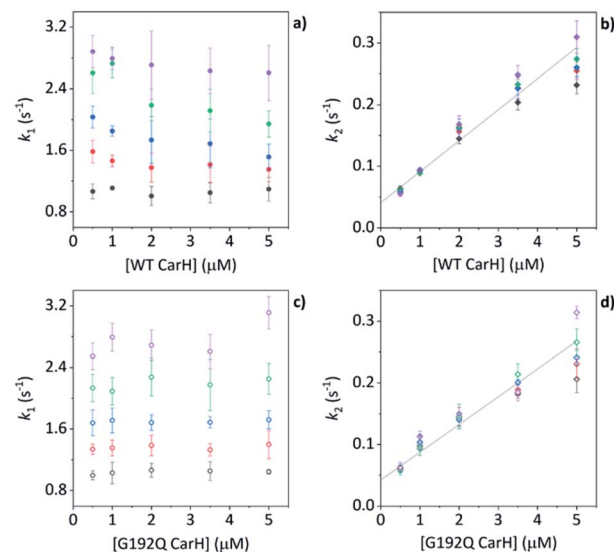 a)
k₁ (s⁻¹)
3.2
2.4
1.6
0.8
0 1 2 3 4 5
[WT CarH] (µM)
b)
k₂ (s⁻¹)
0.3
0.2
0.1
0.0
0 1 2 3 4 5
[WT CarH] (µM)
c)
k₁ (s⁻¹)
3.2
2.4
1.6
0.8
0 1 2 3 4 5
[G192Q CarH] (µM)
d)
k₂ (s⁻¹)
0.3
0.2
0.1
0.0
0 1 2 3 4 5
[G192Q CarH] (µM)